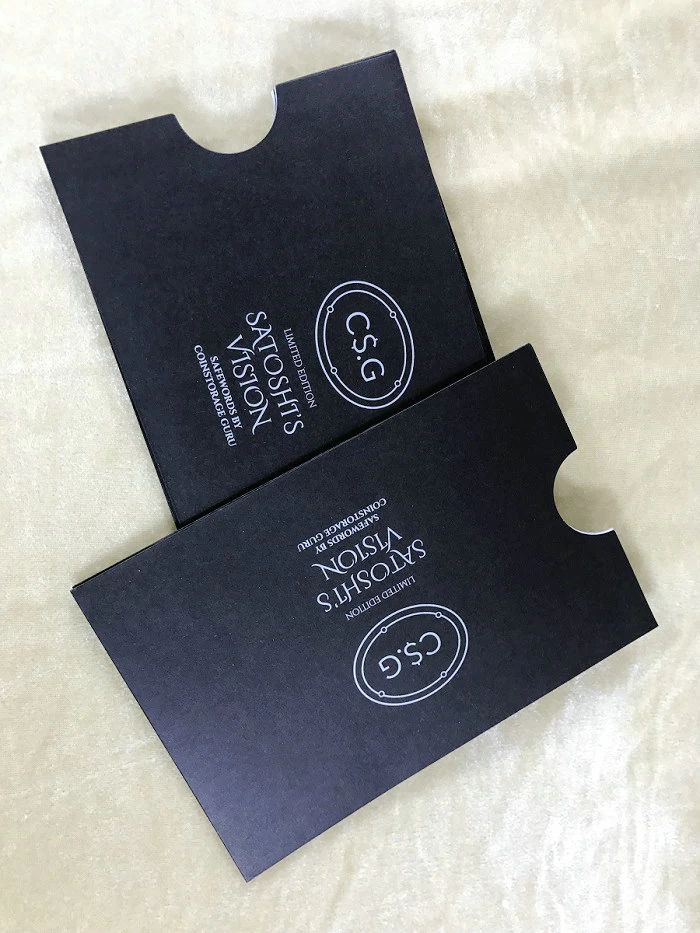 C$.G
LIMITED EDITION
SATOSHI'S
VISION
SAFEWORDS BY
COINSTORAGE GURU
C$.G
LIMITED EDITION
SATOSHI'S
VISION
SAFEWORDS BY
COINSTORAGE GURU